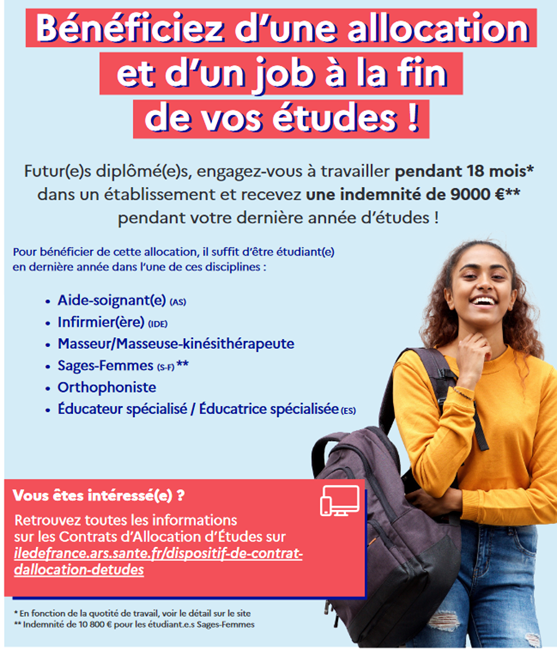 Bénéficiez d'une allocation
et d'un job à la fin
de vos études !
Futur(e)s diplômé(e)s, engagez-vous à travailler pendant 18 mois*
dans un établissement et recevez une indemnité de 9000 €**
pendant votre dernière année d'études !
Pour bénéficier de cette allocation, il suffit d'être étudiant(e)
en dernière année dans l'une de ces disciplines :
• Aide-soignant(e) (AS)
• Infirmier(ère) (IDE)
• Masseur/Masseuse-kinésithérapeute
• Sages-Femmes (S-F)**
• Orthophoniste
• Éducateur spécialisé / Éducatrice spécialisée (ES)
Vous êtes intéressé(e) ?
Retrouvez toutes les informations
sur les Contrats d'Allocation d'Études sur
iledefrance.ars.sante.fr/dispositif-de-contrat-
dallocation-detudes
* En fonction de la quotité de travail, voir le détail sur le site
** Indemnité de 10 800 € pour les étudiant.e.s Sages-Femmes